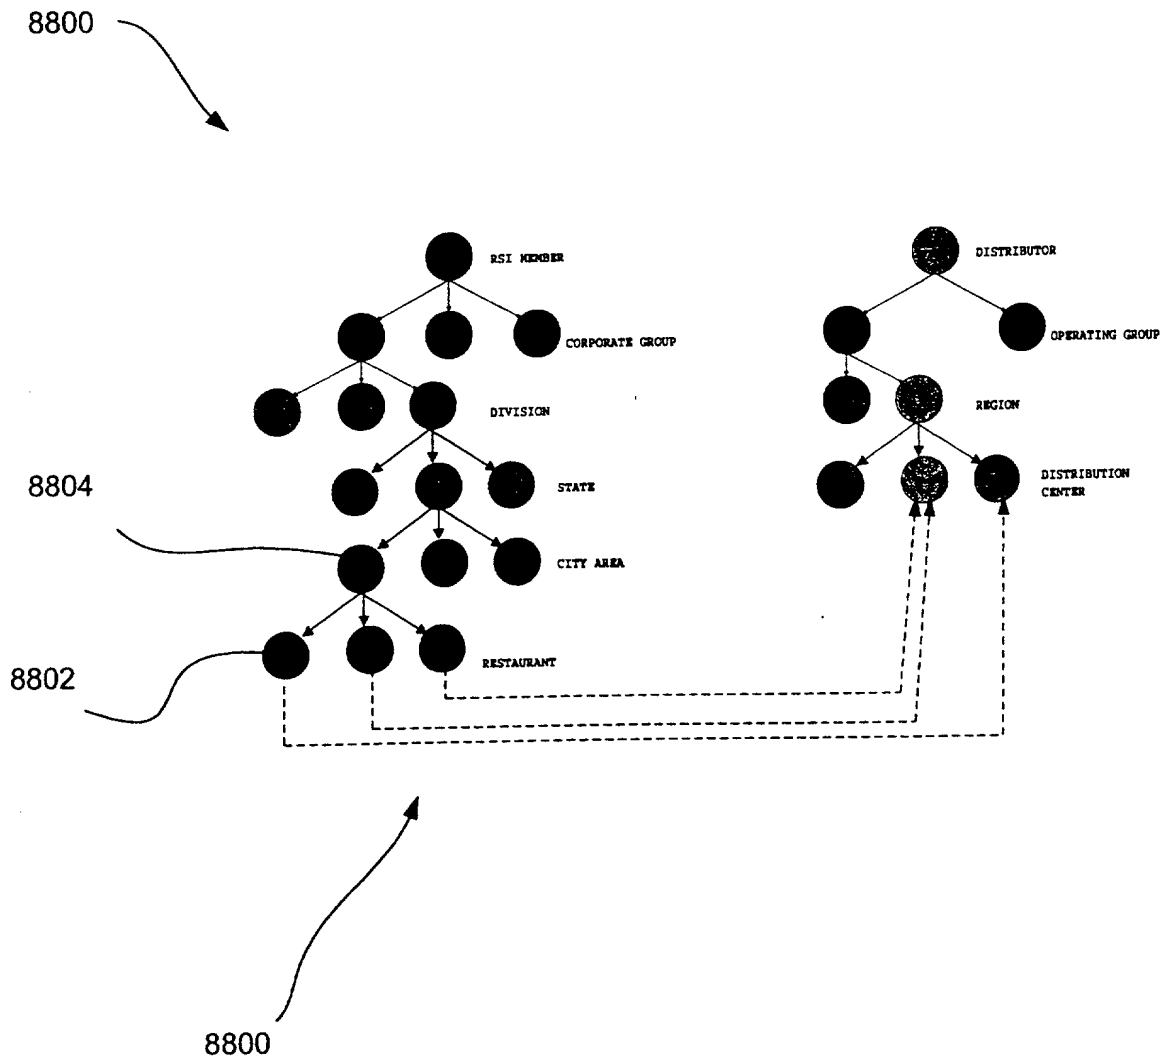 8800
RSI MEMBER
DISTRIBUTOR
CORPORATE GROUP
OPERATING GROUP
DIVISION
REGION
8804
STATE
DISTRIBUTION
CENTER
CITY AREA
8802
RESTAURANT
8800